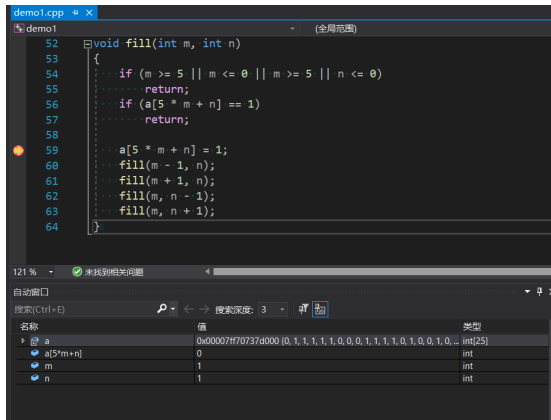 demo1.cpp
demo1
(全局范围)
52 void fill(int m, int n)
53 {
54 if (m >= 5 || m <= 0 || m >= 5 || n <= 0)
55 return;
56 if (a[5 * m + n] == 1)
57 return;
58
59 a[5 * m + n] = 1;
60 fill(m - 1, n);
61 fill(m + 1, n);
62 fill(m, n - 1);
63 fill(m, n + 1);
64 }
121 % 未找到相关问题
自动窗口
搜索(Ctrl+E) 搜索深度: 3
名称 值 类型
a 0x00007ff70737d000 {0, 1, 1, 1, 1, 1, 0, 0, 0, 1, 1, 1, 1, 0, 1, 0, 0, 1, 0, ... int[25]
a[5*m+n] 0 int
m 1 int
n 1 int